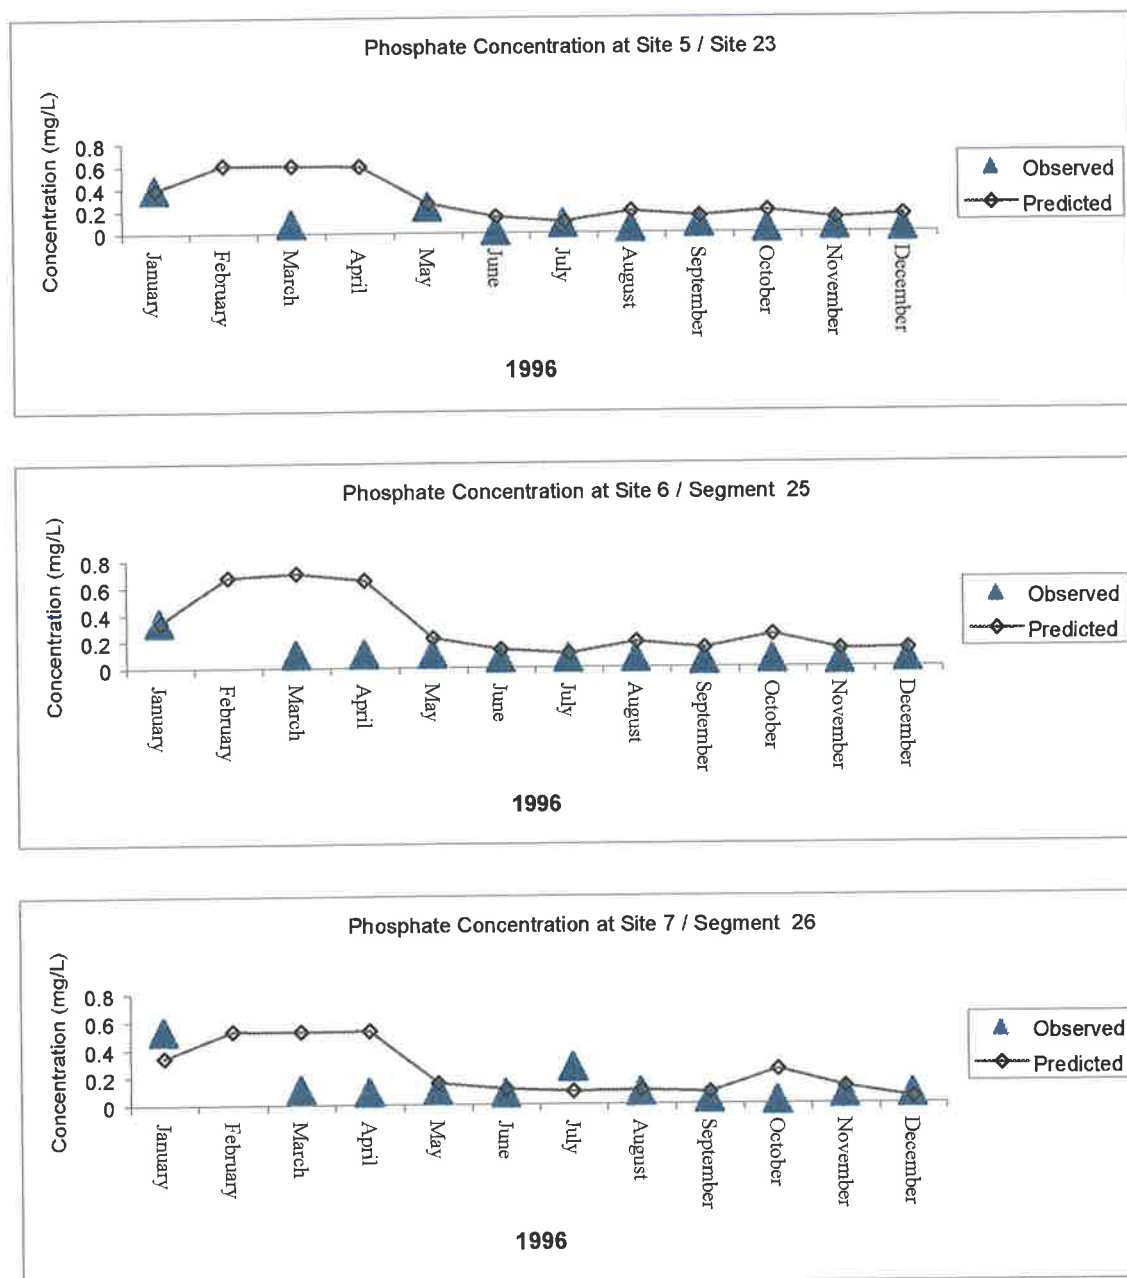 Phosphate Concentration at Site 5 / Site 23
Concentration (mg/L)
0.8
0.6
0.4
0.2
0
January
February
March
April
May
June
July
August
September
October
November
December
1996
Observed
Predicted
Phosphate Concentration at Site 6 / Segment 25
Concentration (mg/L)
0.8
0.6
0.4
0.2
0
January
February
March
April
May
June
July
August
September
October
November
December
1996
Observed
Predicted
Phosphate Concentration at Site 7 / Segment 26
Concentration (mg/L)
0.8
0.6
0.4
0.2
0
January
February
March
April
May
June
July
August
September
October
November
December
1996
Observed
Predicted